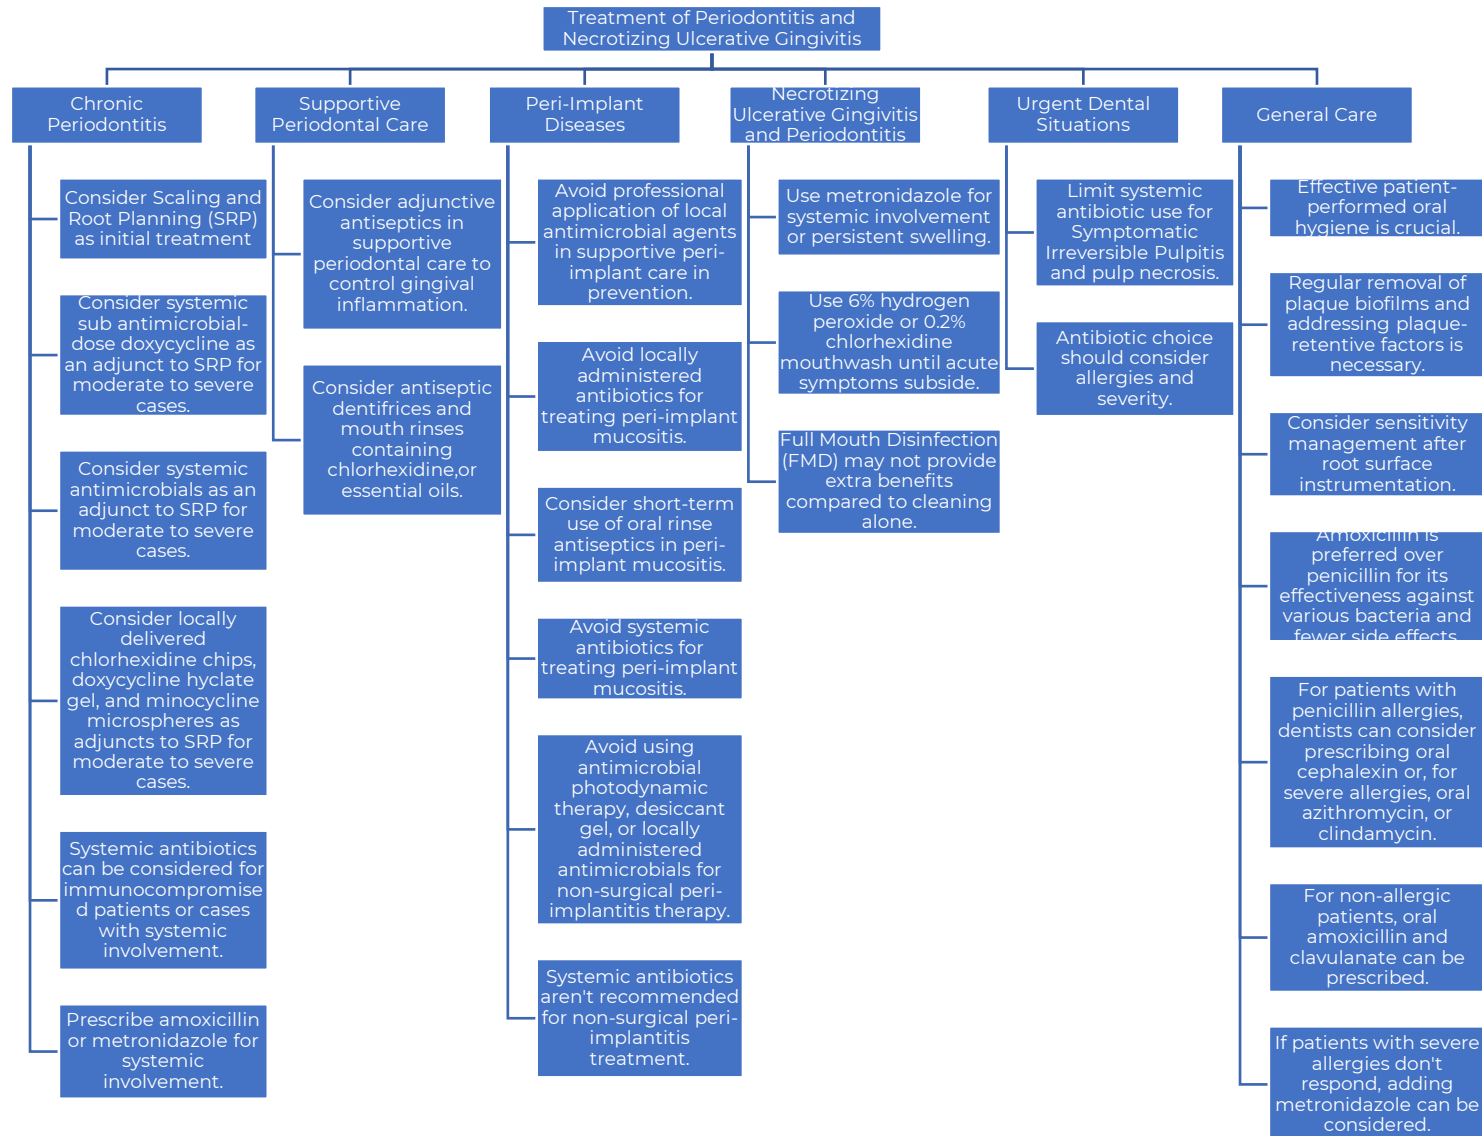 Treatment of Periodontitis and
Necrotizing Ulcerative Gingivitis
Chronic
Periodontitis
Consider Scaling and
Root Planning (SRP)
as initial treatment
Consider systemic
sub antimicrobial-
dose doxycycline as
an adjunct to SRP for
moderate to severe
cases.
Consider systemic
antimicrobials as an
adjunct to SRP for
moderate to severe
cases.
Consider locally
delivered
chlorhexidine chips,
doxycycline hyclate
gel, and minocycline
microspheres as
adjuncts to SRP for
moderate to severe
cases.
Systemic antibiotics
can be considered for
immunocompromise
d patients or cases
with systemic
involvement.
Prescribe amoxicillin
or metronidazole for
systemic
involvement.
Supportive
Periodontal Care
Consider adjunctive
antiseptics in
supportive
periodontal care to
control gingival
inflammation.
Consider antiseptic
dentifrices and
mouth rinses
containing
chlorhexidine,or
essential oils.
Peri-Implant
Diseases
Avoid professional
application of local
antimicrobial agents
in supportive peri-
implant care in
prevention.
Avoid locally
administered
antibiotics for
treating peri-implant
mucositis.
Consider short-term
use of oral rinse
antiseptics in peri-
implant mucositis.
Avoid systemic
antibiotics for
treating peri-implant
mucositis.
Avoid using
antimicrobial
photodynamic
therapy, desiccant
gel, or locally
administered
antimicrobials for
non-surgical peri-
implantitis therapy.
Systemic antibiotics
aren't recommended
for non-surgical peri-
implantitis
treatment.
Necrotizing
Ulcerative Gingivitis
and Periodontitis
Use metronidazole for
systemic involvement
or persistent swelling.
Use 6% hydrogen
peroxide or 0.2%
chlorhexidine
mouthwash until acute
symptoms subside.
Full Mouth Disinfection
(FMD) may not provide
extra benefits
compared to cleaning
alone.
Urgent Dental
Situations
Limit systemic
antibiotic use for
Symptomatic
Irreversible Pulpitis
and pulp necrosis.
Antibiotic choice
should consider
allergies and
severity.
General Care
Effective patient-
performed oral
hygiene is crucial.
Regular removal of
plaque biofilms and
addressing plaque-
retentive factors is
necessary.
Consider sensitivity
management after
root surface
instrumentation.
Amoxicillin is
preferred over
penicillin for its
effectiveness against
various bacteria and
fewer side effects
For patients with
penicillin allergies,
dentists can consider
prescribing oral
cephalexin or, for
severe allergies, oral
azithromycin, or
clindamycin.
For non-allergic
patients, oral
amoxicillin and
clavulanate can be
prescribed.
If patients with severe
allergies don't
respond, adding
metronidazole can be
considered.